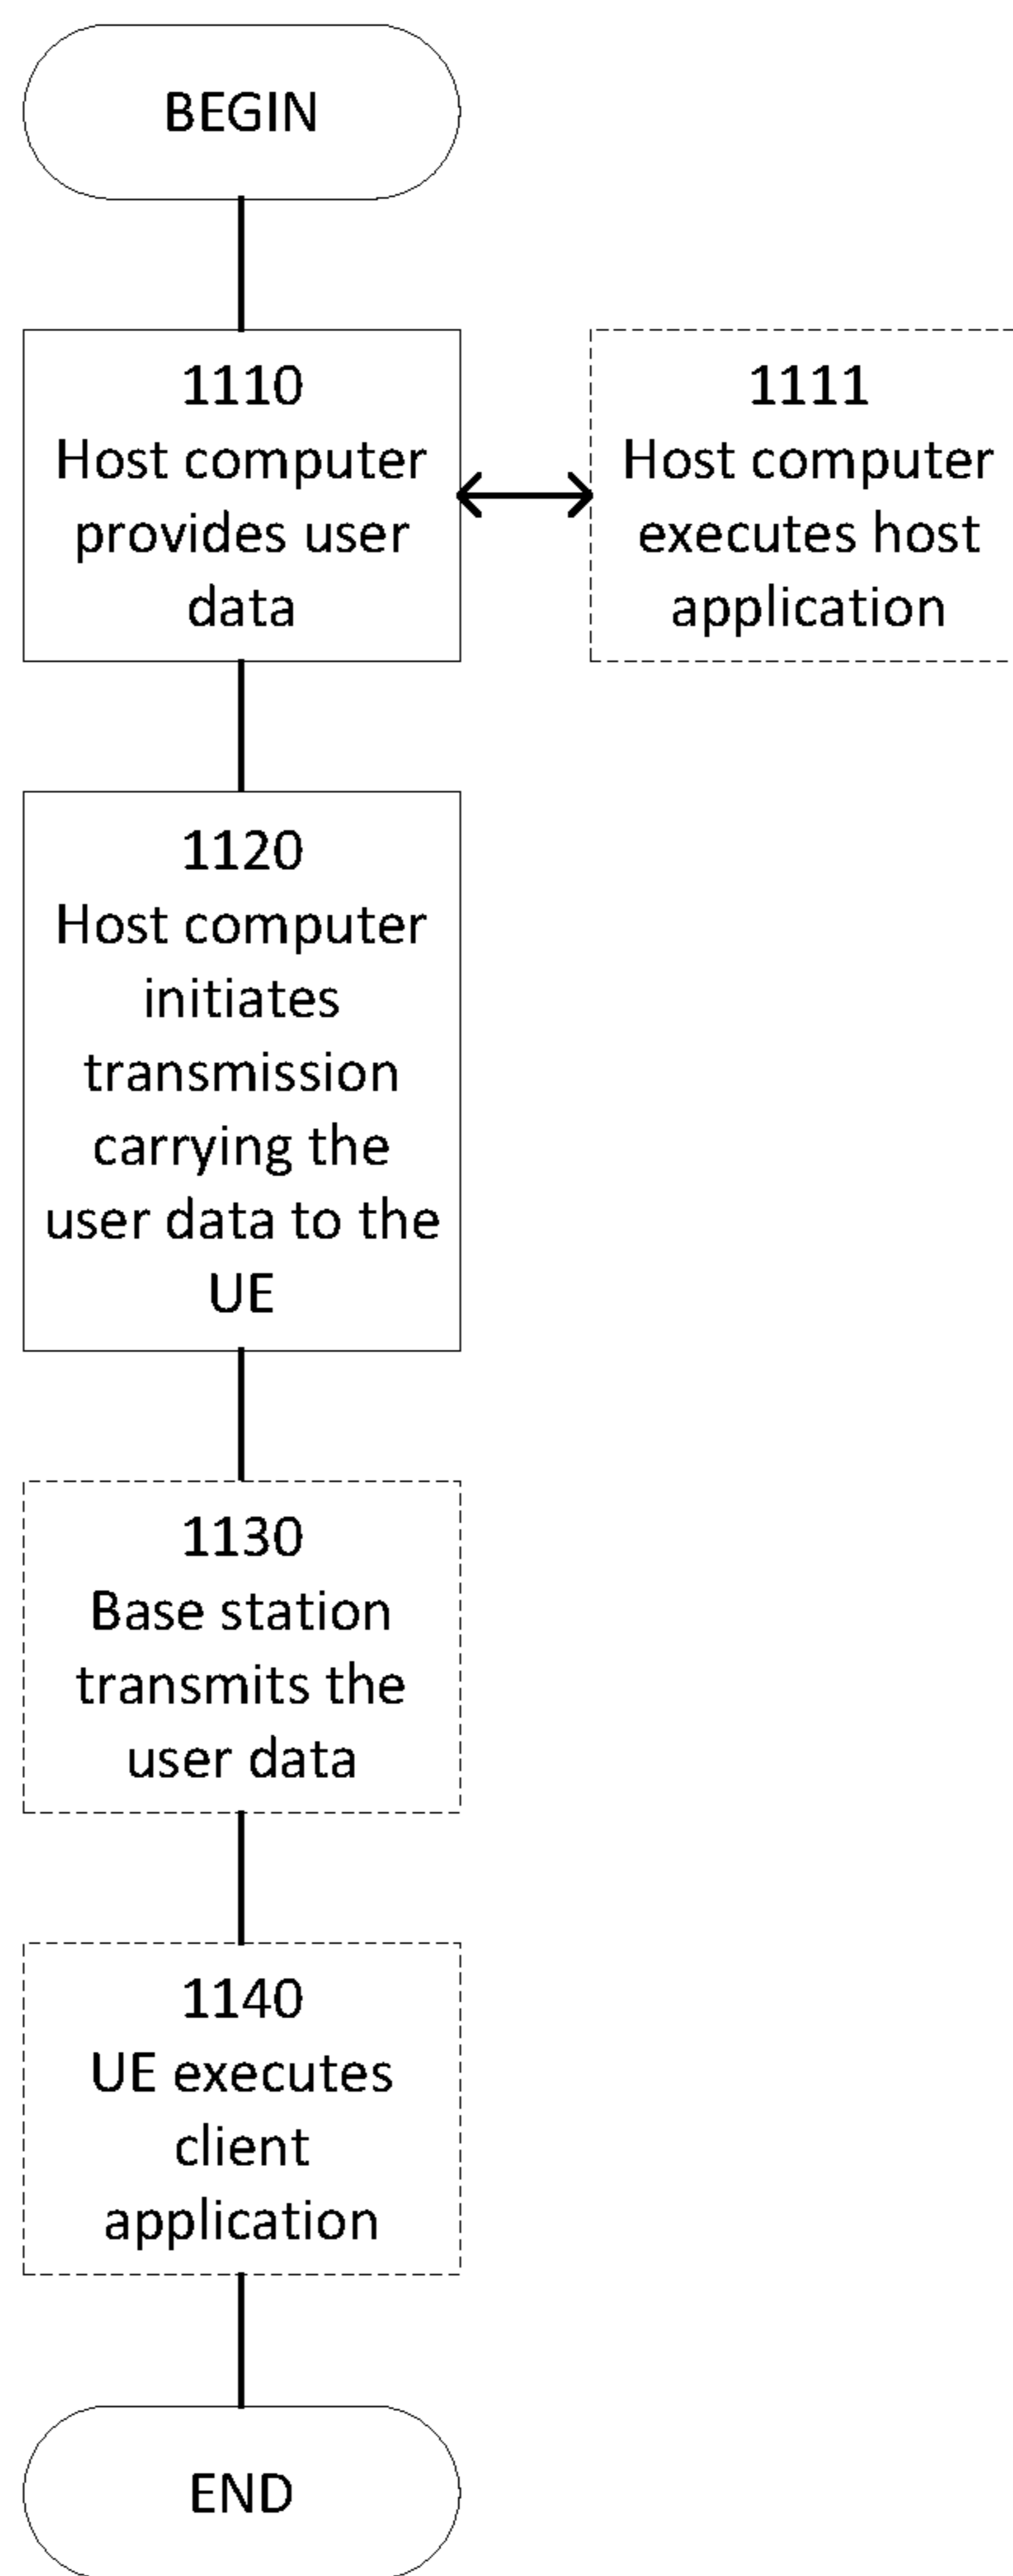 BEGIN
1110
Host computer
provides user
data
1111
Host computer
executes host
application
1120
Host computer
initiates
transmission
carrying the
user data to the
UE
1130
Base station
transmits the
user data
1140
UE executes
client
application
END